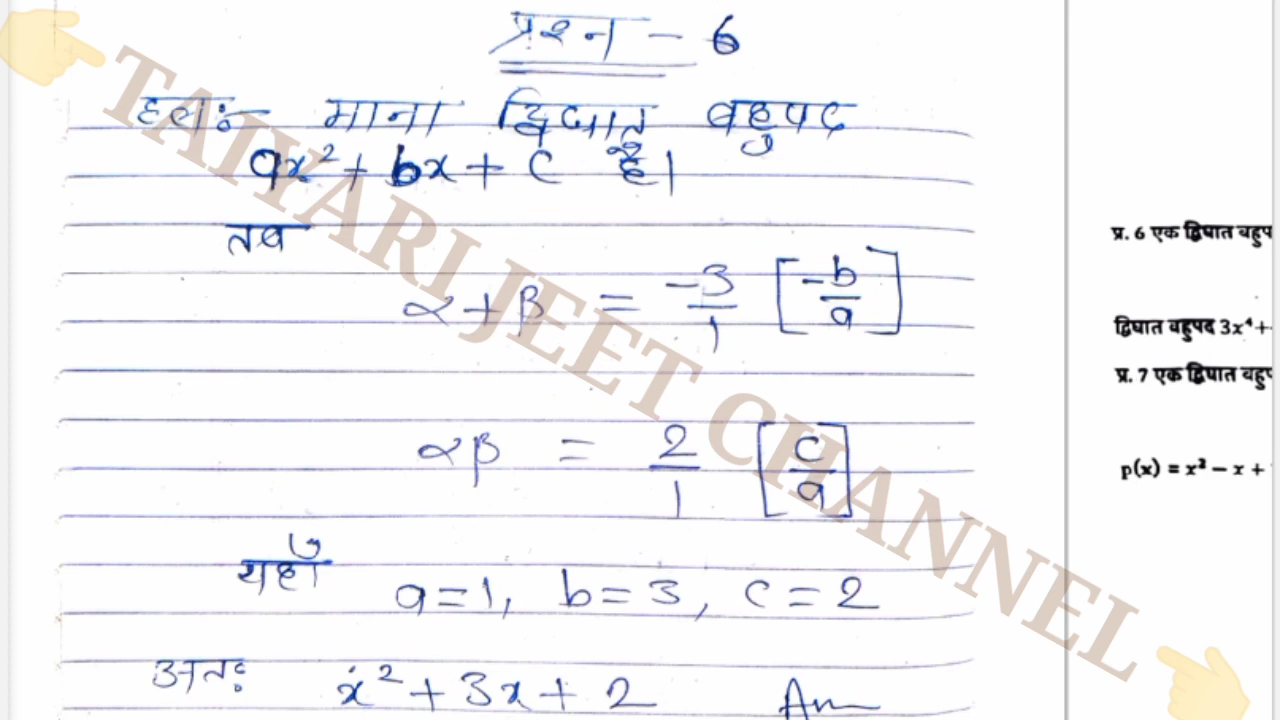 प्रश्न - 6
हलः- माना द्विघात बहुपद
ax² + bx + c है।
तब
α + β = -3/1 [-b/a]
αβ = 2/1 [c/a]
यहाँ a = 1, b = 3, c = 2
अतः x² + 3x + 2 Ans
TAIYARI JEET CHANNEL
प्र. 6 एक द्विघात बहुप
द्विघात बहुपद 3x⁴ +
प्र. 7 एक द्विघात बहु
p(x) = x² − x +